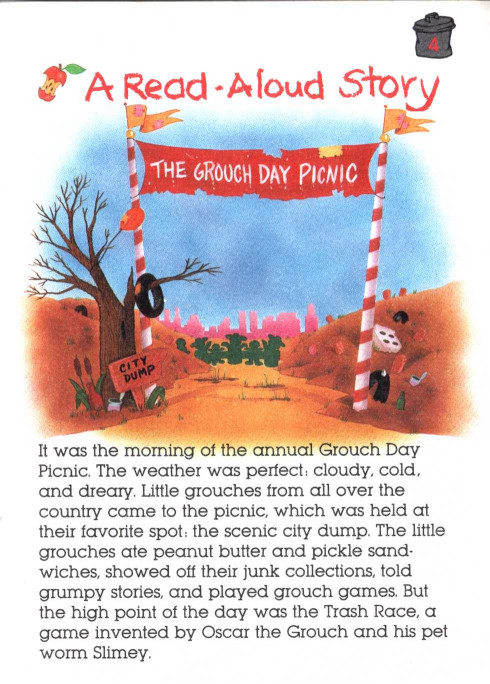 4
A Read-Aloud Story
THE GROUCH DAY PICNIC
CITY
DUMP
It was the morning of the annual Grouch Day
Picnic. The weather was perfect: cloudy, cold,
and dreary. Little grouches from all over the
country came to the picnic, which was held at
their favorite spot: the scenic city dump. The little
grouches ate peanut butter and pickle sand-
wiches, showed off their junk collections, told
grumpy stories, and played grouch games. But
the high point of the day was the Trash Race, a
game invented by Oscar the Grouch and his pet
worm Slimey.